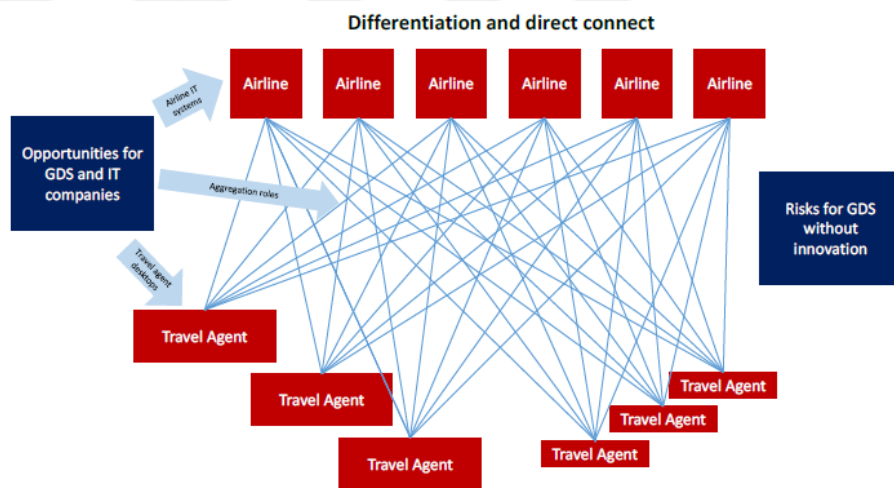 Differentiation and direct connect
Airline
Airline
Airline
Airline
Airline
Airline
Airline IT
systems
Opportunities for
GDS and IT
companies
Aggregation roles
Risks for GDS
without
innovation
Travel agent
desktops
Travel Agent
Travel Agent
Travel Agent
Travel Agent
Travel Agent
Travel Agent